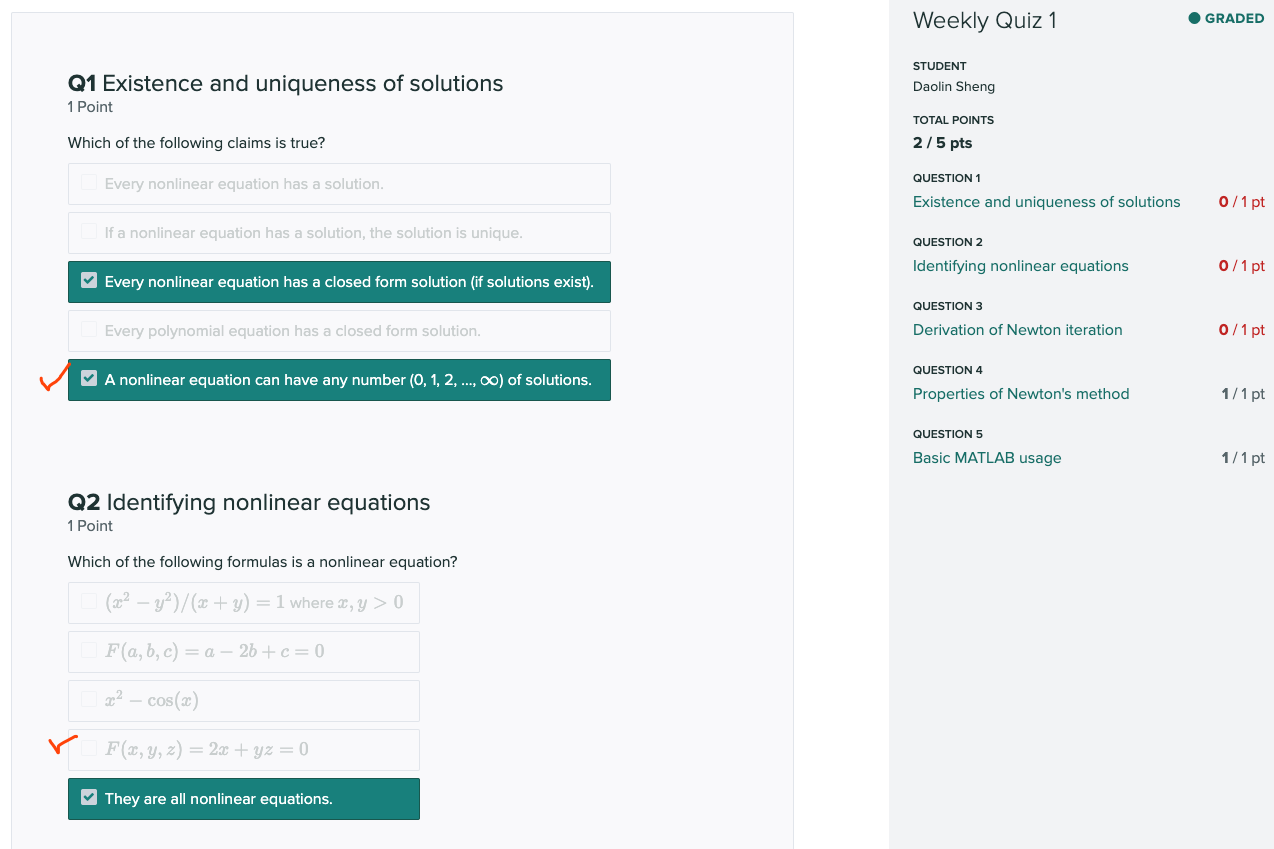 Q1 Existence and uniqueness of solutions
1 Point
Which of the following claims is true?
Every nonlinear equation has a solution.
If a nonlinear equation has a solution, the solution is unique.
Every nonlinear equation has a closed form solution (if solutions exist).
Every polynomial equation has a closed form solution.
A nonlinear equation can have any number (0, 1, 2, ..., ∞) of solutions.
Q2 Identifying nonlinear equations
1 Point
Which of the following formulas is a nonlinear equation?
(x² − y²)/(x + y) = 1 where x, y > 0
F(a, b, c) = a − 2b + c = 0
x² − cos(x)
F(x, y, z) = 2x + yz = 0
They are all nonlinear equations.
Weekly Quiz 1
GRADED
STUDENT
Daolin Sheng
TOTAL POINTS
2 / 5 pts
QUESTION 1
Existence and uniqueness of solutions 0 / 1 pt
QUESTION 2
Identifying nonlinear equations 0 / 1 pt
QUESTION 3
Derivation of Newton iteration 0 / 1 pt
QUESTION 4
Properties of Newton's method 1 / 1 pt
QUESTION 5
Basic MATLAB usage 1 / 1 pt